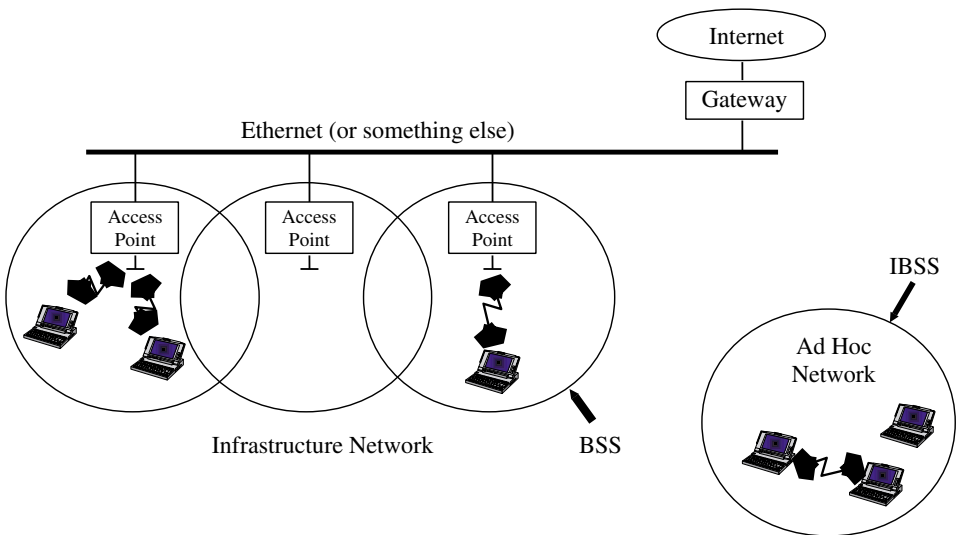 Internet
Gateway
Ethernet (or something else)
Access
Point
Access
Point
Access
Point
IBSS
Ad Hoc
Network
Infrastructure Network
BSS